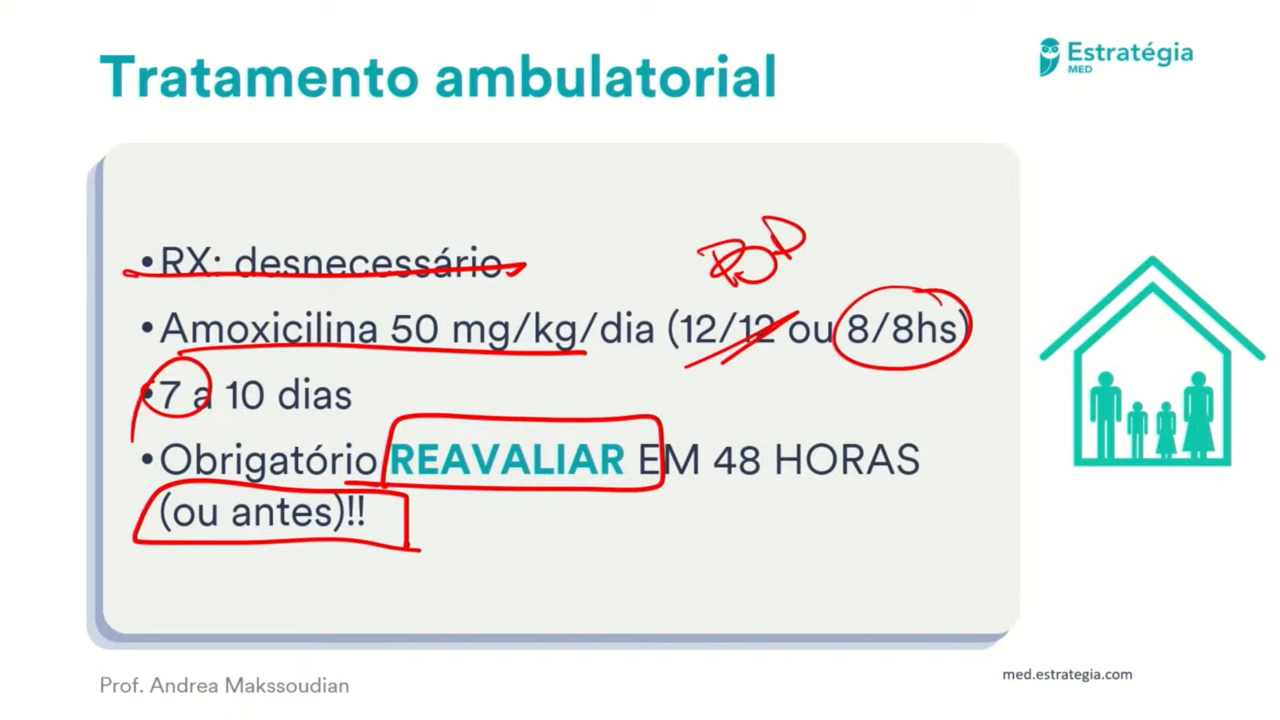 Tratamento ambulatorial
Estratégia
MED
•RX: desnecessário
•Amoxicilina 50 mg/kg/dia (12/12 ou 8/8hs)
•7 a 10 dias
•Obrigatório REAVALIAR EM 48 HORAS
(ou antes)!!
Prof. Andrea Makssoudian
med.estrategia.com